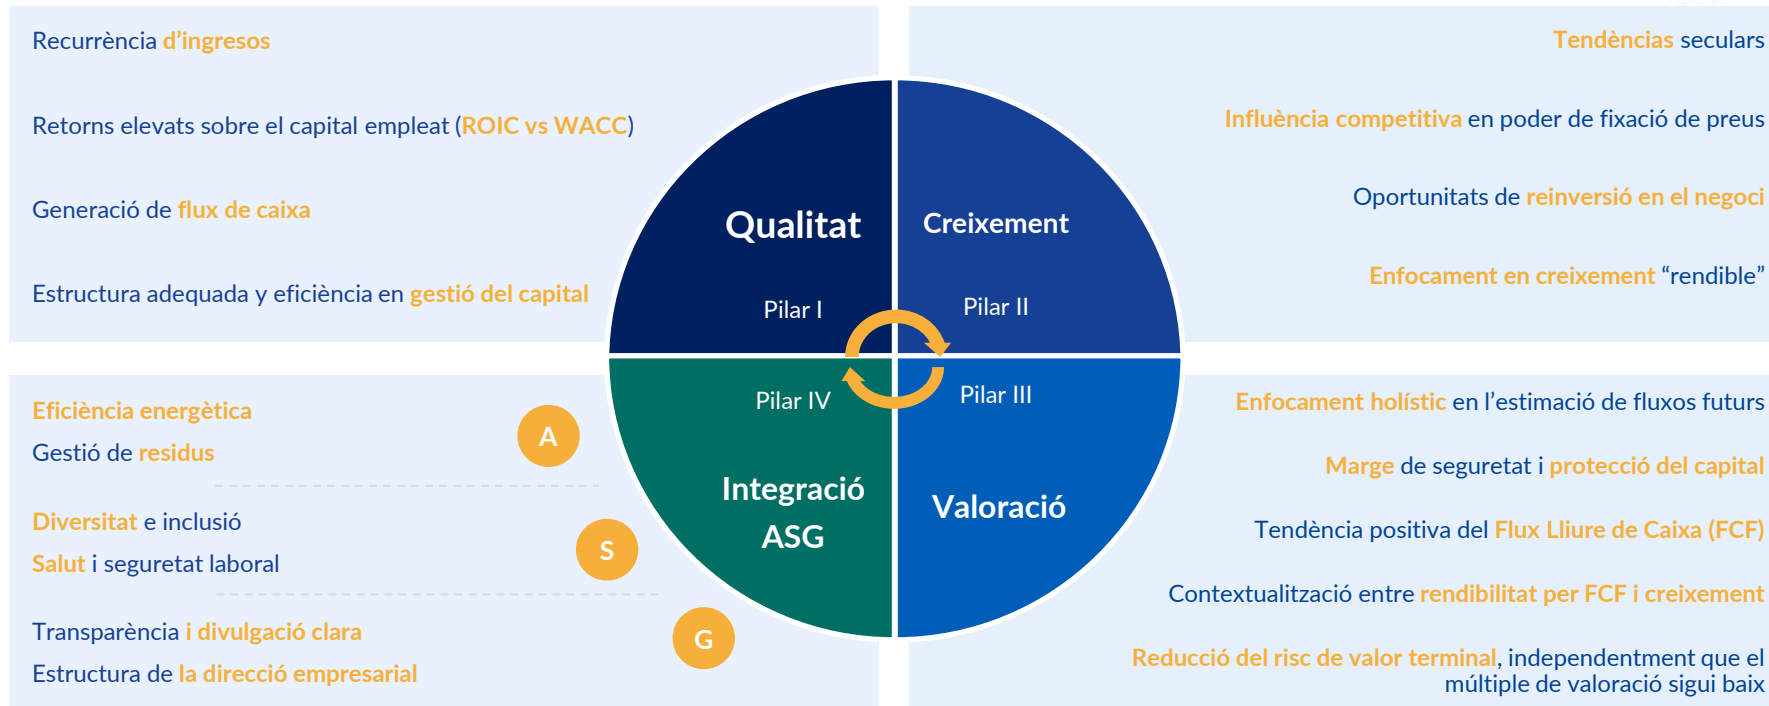 Recurrència d’ingresos
Retorns elevats sobre el capital empleat (ROIC vs WACC)
Generació de flux de caixa
Estructura adequada y eficiència en gestió del capital
Qualitat
Pilar I
Creixement
Pilar II
Tendències seculars
Influència competitiva en poder de fixació de preus
Oportunitats de reinversió en el negoci
Enfocament en creixement “rendible”
Eficiència energètica
Gestió de residus
A
Diversitat e inclusió
Salut i seguretat laboral
S
Transparència i divulgació clara
Estructura de la direcció empresarial
G
Pilar IV
Integració
ASG
Pilar III
Valoració
Enfocament holístic en l’estimació de fluxos futurs
Marge de seguretat i protecció del capital
Tendència positiva del Flux Lliure de Caixa (FCF)
Contextualització entre rendibilitat per FCF i creixement
Reducció del risc de valor terminal, independentment que el
múltiple de valoració sigui baix